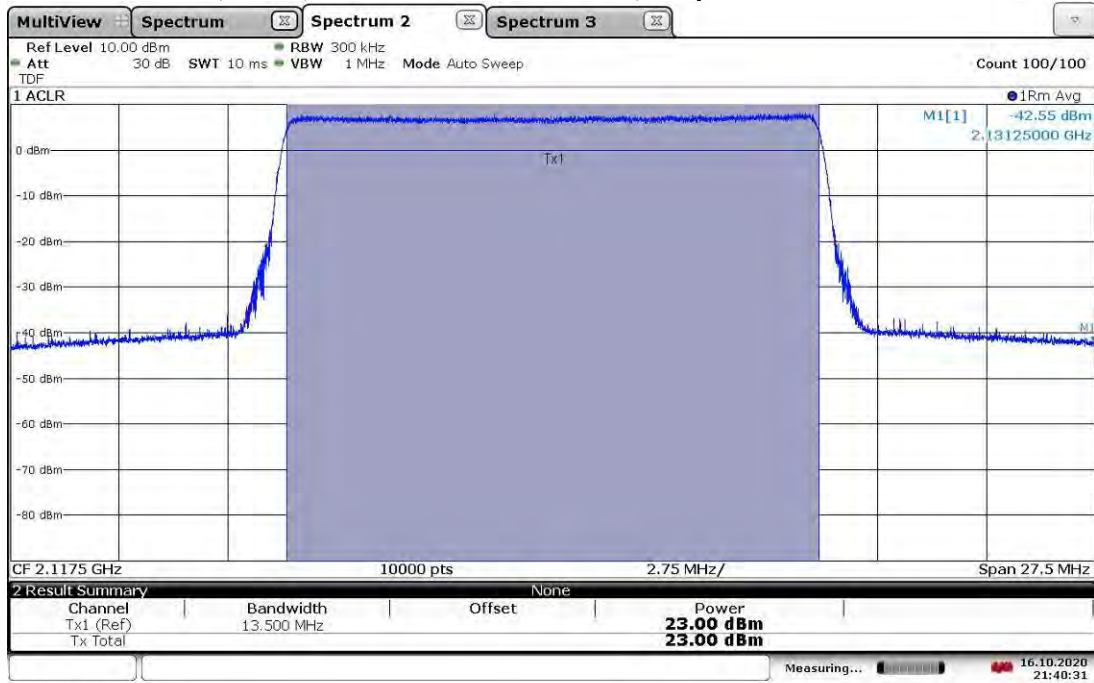 MultiView Spectrum Spectrum 2 Spectrum 3
Ref Level 10.00 dBm RBW 300 kHz
Att 30 dB SWT 10 ms VBW 1 MHz Mode Auto Sweep Count 100/100
TDF
1 ACLR 1Rm Avg
M1[1] -42.55 dBm
2.13125000 GHz
0 dBm
Tx1
-10 dBm
-20 dBm
-30 dBm
-40 dBm
M1
-50 dBm
-60 dBm
-70 dBm
-80 dBm
CF 2.1175 GHz 10000 pts 2.75 MHz/ Span 27.5 MHz
2 Result Summary None
Channel Bandwidth Offset Power
Tx1 (Ref) 13.500 MHz 23.00 dBm
Tx Total 23.00 dBm
Measuring... 16.10.2020
21:40:31